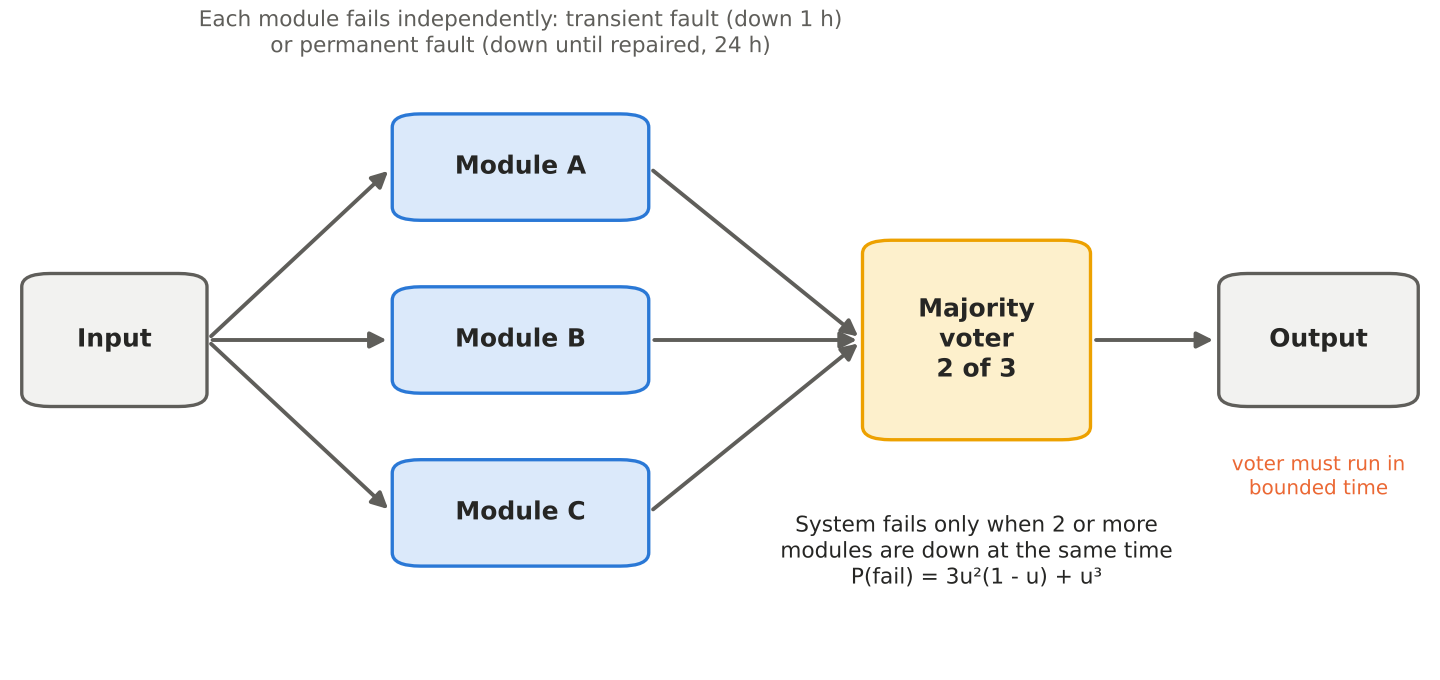 Each module fails independently: transient fault (down 1 h)
or permanent fault (down until repaired, 24 h)
Module A
Input
Module B
Module C
Majority
voter
2 of 3
Output
voter must run in
bounded time
System fails only when 2 or more
modules are down at the same time
P(fail) = 3u²(1 - u) + u³